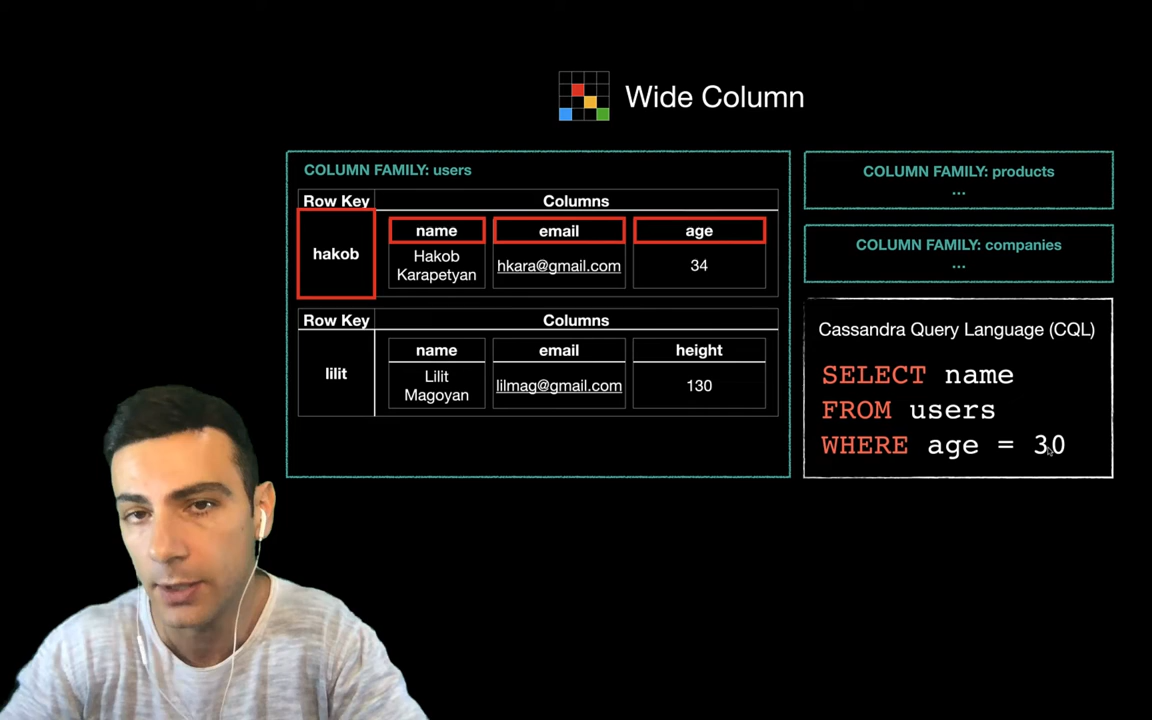 Wide Column
COLUMN FAMILY: users
Row Key Columns
hakob
name email age
Hakob
Karapetyan
hkara@gmail.com
34
Row Key Columns
lilit
name email height
Lilit
Magoyan
lilmag@gmail.com
130
COLUMN FAMILY: products
...
COLUMN FAMILY: companies
...
Cassandra Query Language (CQL)
SELECT name
FROM users
WHERE age = 30